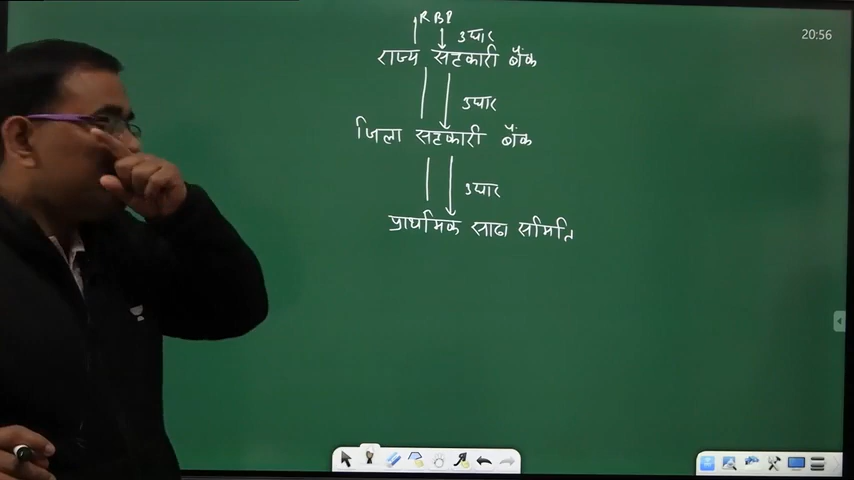 RBI
उधार
20:56
राज्य सहकारी बैंक
उधार
जिला सहकारी बैंक
उधार
प्राथमिक साढा समिति